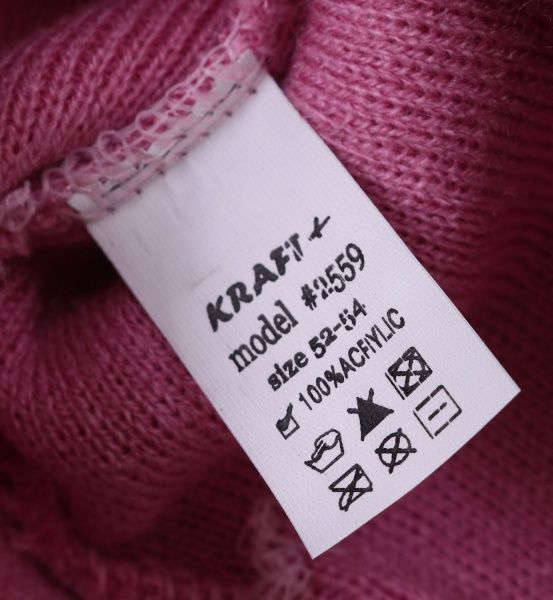 KRAFT +
model #2559
size 52-54
100%ACRYLIC